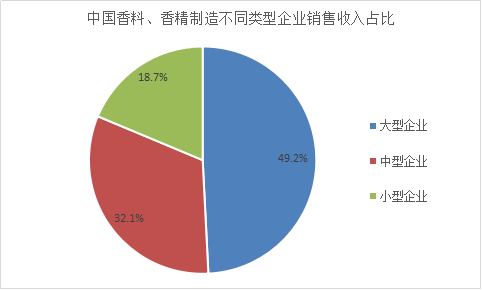 中国香料、香精制造不同类型企业销售收入占比
18.7%
49.2%
32.1%
大型企业
中型企业
小型企业